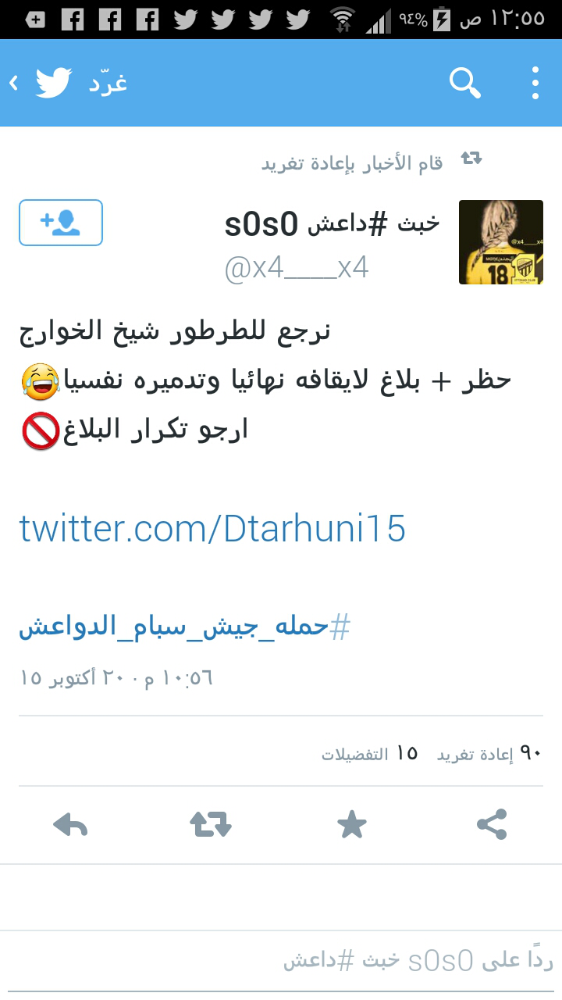 ١٢:٥٥ ص ٩٤%
غرّد
قام الأخبار بإعادة تغريد
خبث #داعش s0s0
@x4____x4
@x4____x4
18
نرجع للطرطور شيخ الخوارج
حظر + بلاغ لايقافه نهائيا وتدميره نفسيا😂
ارجو تكرار البلاغ🚫
twitter.com/Dtarhuni15
#حمله_جيش_سبام_الدواعش
١٠:٥٦ م · ٢٠ أكتوبر ١٥
٩٠ إعادة تغريد ١٥ التفضيلات
ردًا على s0s0 خبث #داعش